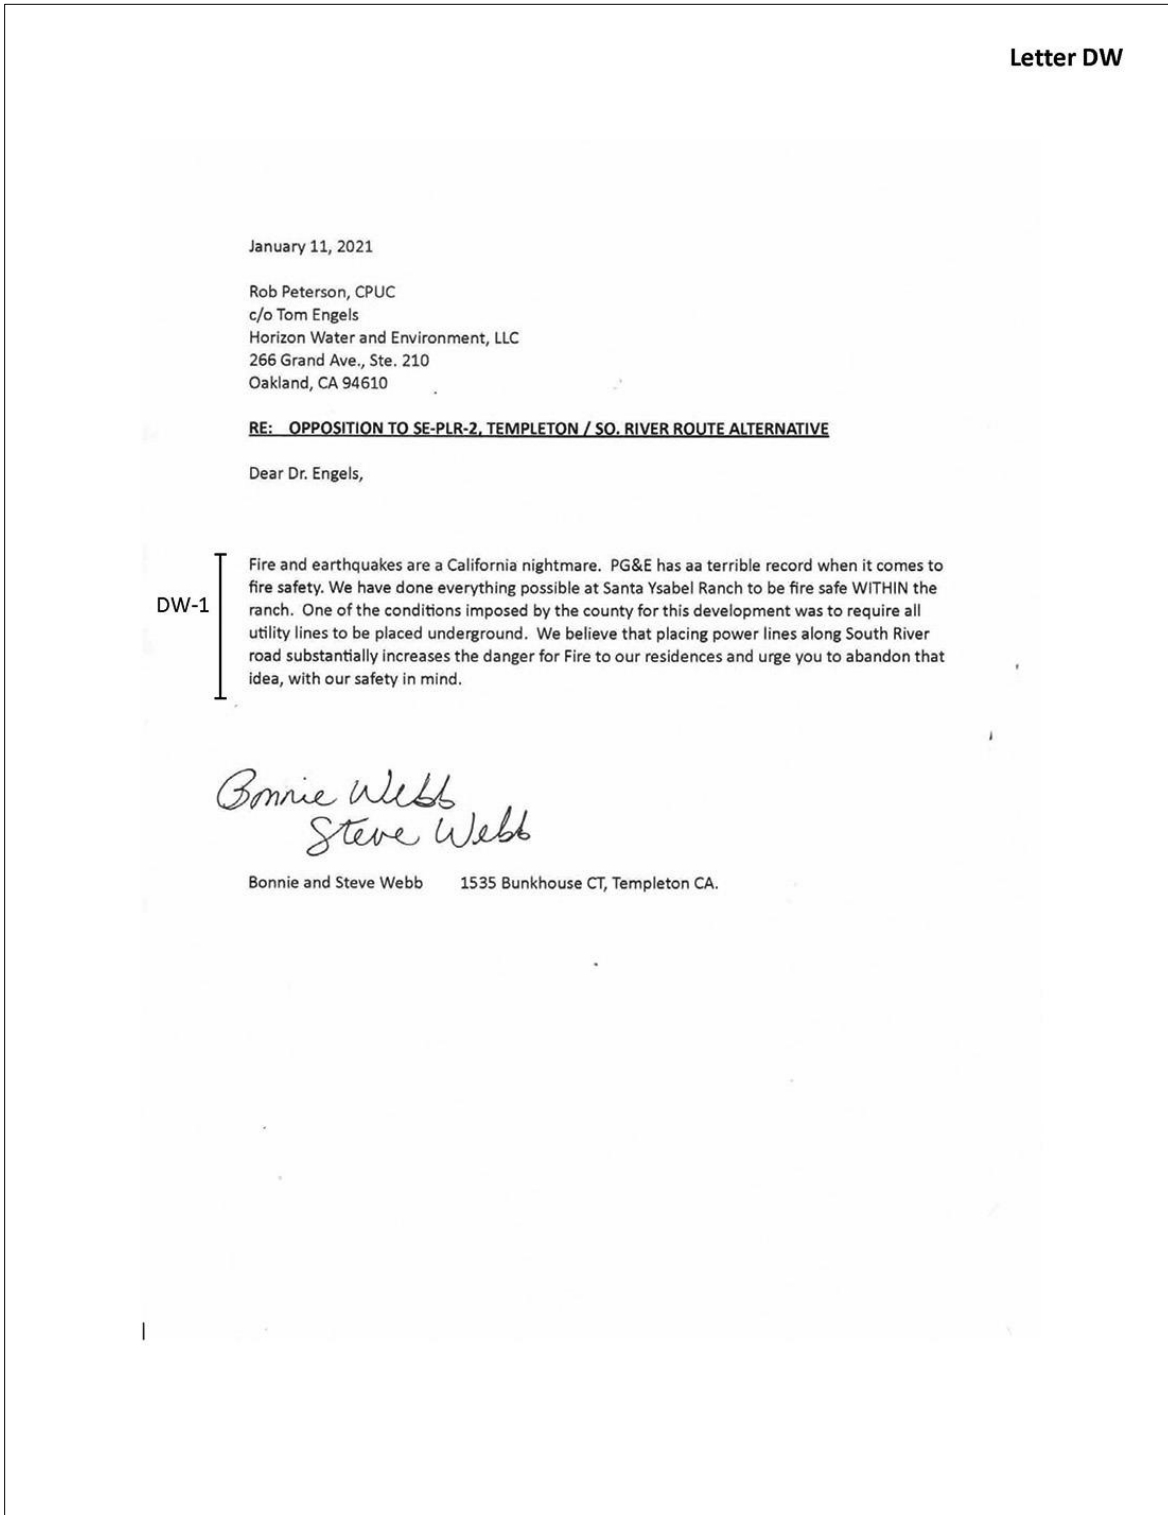 Letter DW
January 11, 2021
Rob Peterson, CPUC
c/o Tom Engels
Horizon Water and Environment, LLC
266 Grand Ave., Ste. 210
Oakland, CA 94610
RE: OPPOSITION TO SE-PLR-2, TEMPLETON / SO. RIVER ROUTE ALTERNATIVE
Dear Dr. Engels,
DW-1
Fire and earthquakes are a California nightmare. PG&E has aa terrible record when it comes to
fire safety. We have done everything possible at Santa Ysabel Ranch to be fire safe WITHIN the
ranch. One of the conditions imposed by the county for this development was to require all
utility lines to be placed underground. We believe that placing power lines along South River
road substantially increases the danger for Fire to our residences and urge you to abandon that
idea, with our safety in mind.
Bonnie Webb
Steve Webb
Bonnie and Steve Webb 1535 Bunkhouse CT, Templeton CA.